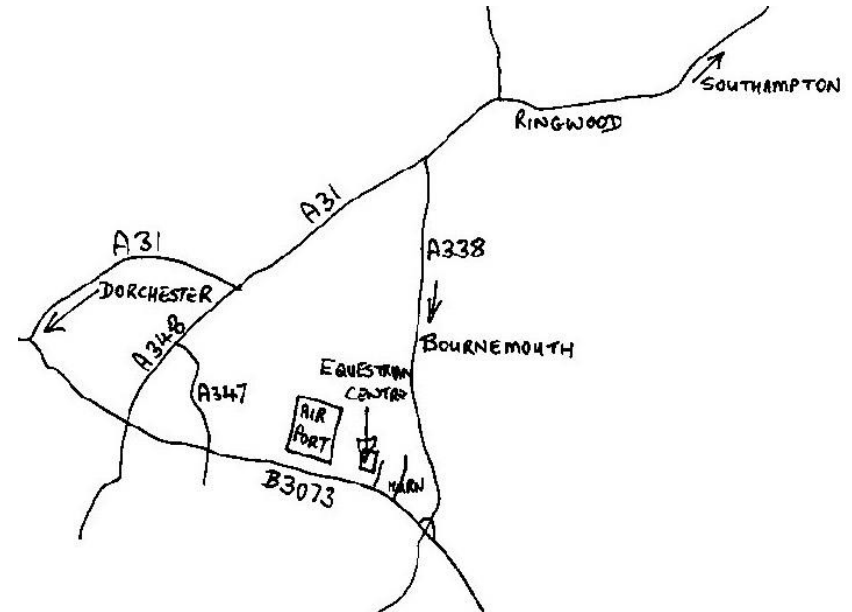 SOUTHAMPTON
RINGWOOD
A31
A31
A338
DORCHESTER
A348
BOURNEMOUTH
EQUESTRIAN
CENTRE
A347
AIR
PORT
B3073
HURN